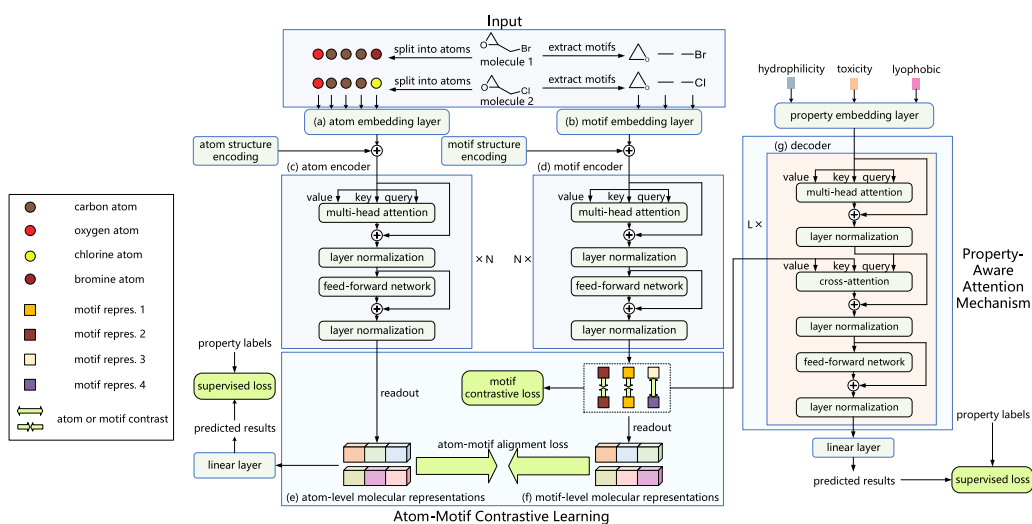 Input
split into atoms
O
Br
molecule 1
extract motifs
O
Br
split into atoms
O
Cl
molecule 2
extract motifs
O
Cl
(a) atom embedding layer
(b) motif embedding layer
atom structure
encoding
motif structure
encoding
(c) atom encoder
value
key
query
multi-head attention
layer normalization
feed-forward network
layer normalization
× N
(d) motif encoder
value
key
query
multi-head attention
layer normalization
feed-forward network
layer normalization
N ×
hydrophilicity
toxicity
lyophobic
property embedding layer
(g) decoder
value
key
query
multi-head attention
layer normalization
value
key
query
cross-attention
layer normalization
feed-forward network
layer normalization
L ×
Property-
Aware
Attention
Mechanism
linear layer
predicted results
property labels
supervised loss
carbon atom
oxygen atom
chlorine atom
bromine atom
motif repres. 1
motif repres. 2
motif repres. 3
motif repres. 4
atom or motif contrast
property labels
supervised loss
predicted results
linear layer
readout
motif
contrastive loss
readout
atom-motif alignment loss
(e) atom-level molecular representations
(f) motif-level molecular representations
Atom-Motif Contrastive Learning